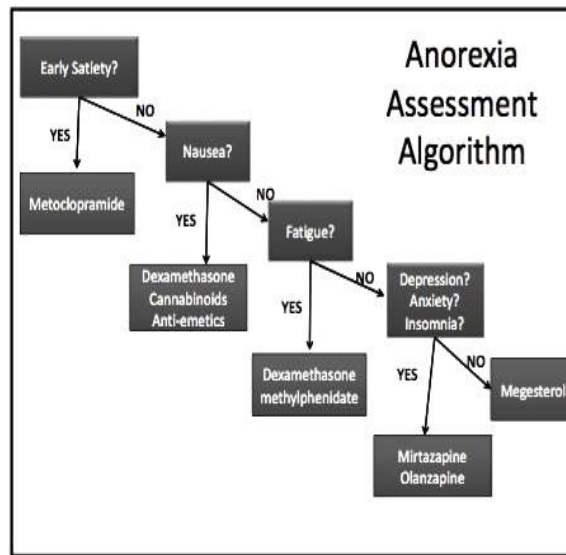 Anorexia
Assessment
Algorithm
Early Satiety?
YES
NO
Metoclopramide
Nausea?
YES
NO
Dexamethasone
Cannabinoids
Anti-emetics
Fatigue?
YES
NO
Dexamethasone
methylphenidate
Depression?
Anxiety?
Insomnia?
YES
NO
Mirtazapine
Olanzapine
Megesterol